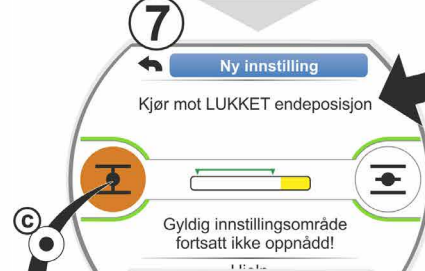 7
Ny innstilling
Kjør mot LUKKET endeposisjon
C
Gyldig innstillingsområde
fortsatt ikke oppnådd!